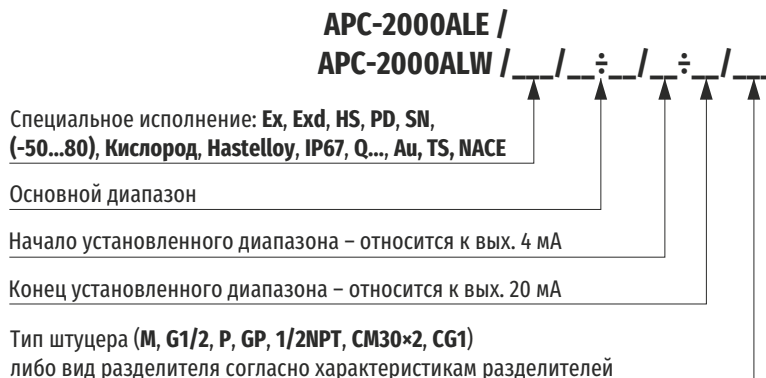 APC-2000ALE /
APC-2000ALW /___/__÷__/__÷__/___
Специальное исполнение: Ex, Exd, HS, PD, SN,
(-50...80), Кислород, Hastelloy, IP67, Q..., Au, TS, NACE
Основной диапазон
Начало установленного диапазона – относится к вых. 4 мА
Конец установленного диапазона – относится к вых. 20 мА
Тип штуцера (M, G1/2, P, GP, 1/2NPT, CM30×2, CG1)
либо вид разделителя согласно характеристикам разделителей